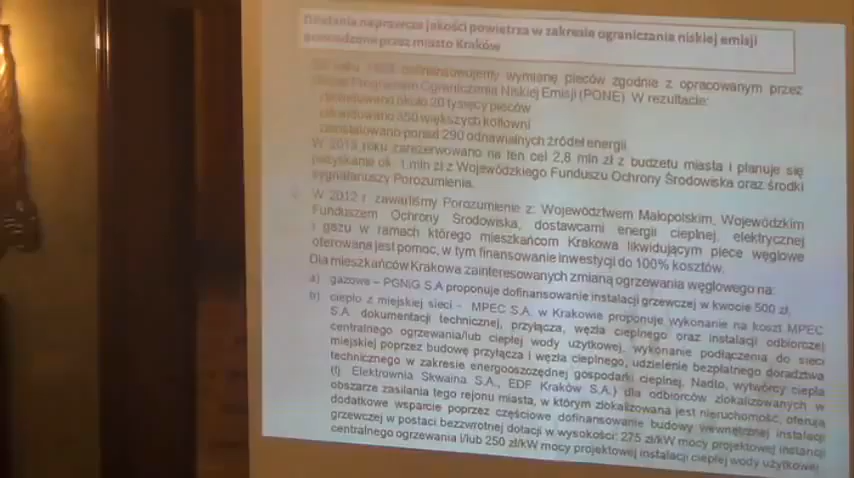 Działania naprawcze jakości powietrza w zakresie ograniczania niskiej emisji
prowadzone przez miasto Kraków
dofinansowujemy wymianę pieców zgodnie z opracowanym przez
Programem Ograniczenia Niskiej Emisji (PONE). W rezultacie:
około 20 tysięcy pieców
350 większych kotłowni
zainstalowano ponad 290 odnawialnych źródeł energii
W 2013 roku zarezerwowano na ten cel 2,8 mln zł z budżetu miasta i planuje się
pozyskanie ok. 1 mln zł z Wojewódzkiego Funduszu Ochrony Środowiska oraz środki
sygnatariuszy Porozumienia.
W 2012 r. zawarliśmy Porozumienie z: Województwem Małopolskim, Wojewódzkim
Funduszem Ochrony Środowiska, dostawcami energii cieplnej, elektrycznej
i gazu w ramach którego mieszkańcom Krakowa likwidującym piece węglowe
oferowana jest pomoc, w tym finansowanie inwestycji do 100% kosztów.
Dla mieszkańców Krakowa zainteresowanych zmianą ogrzewania węglowego na:
a) gazowe – PGNiG S.A proponuje dofinansowanie instalacji grzewczej w kwocie 500 zł,
b) ciepło z miejskiej sieci - MPEC S.A. w Krakowie proponuje wykonanie na koszt MPEC
S.A. dokumentacji technicznej, przyłącza, węzła cieplnego oraz instalacji odbiorczej
centralnego ogrzewania/lub ciepłej wody użytkowej, wykonanie podłączenia do sieci
miejskiej poprzez budowę przyłącza i węzła cieplnego, udzielenie bezpłatnego doradztwa
technicznego w zakresie energooszczędnej gospodarki cieplnej. Nadto, wytwórcy ciepła
(tj. Elektrownia Skawina S.A., EDF Kraków S.A.) dla odbiorców zlokalizowanych w
obszarze zasilania tego rejonu miasta, w którym zlokalizowana jest nieruchomość, oferują
dodatkowe wsparcie poprzez częściowe dofinansowanie budowy wewnętrznej instalacji
grzewczej w postaci bezzwrotnej dotacji w wysokości: 275 zł/kW mocy projektowej instalacji
centralnego ogrzewania i/lub 250 zł/kW mocy projektowej instalacji ciepłej wody użytkowej